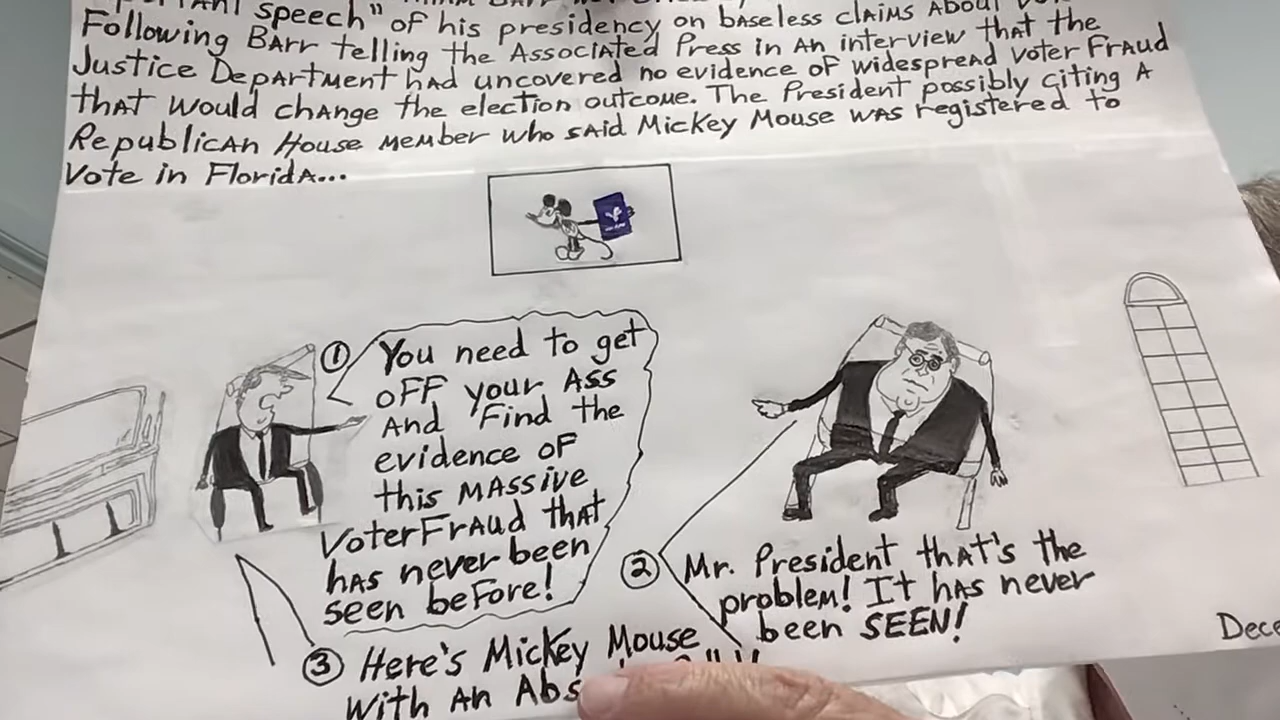 speech" of his presidency on baseless claims about
Following Barr telling the Associated Press in an interview that the
Justice Department had uncovered no evidence of widespread voter fraud
that would change the election outcome. The President possibly citing a
Republican House member who said Mickey Mouse was registered to
vote in Florida...
① You need to get
off your ass
and find the
evidence of
this massive
voter fraud that
has never been
seen before!
② Mr. President that's the
problem! It has never
been SEEN!
③ Here's Mickey Mouse
with an Abs
Dece